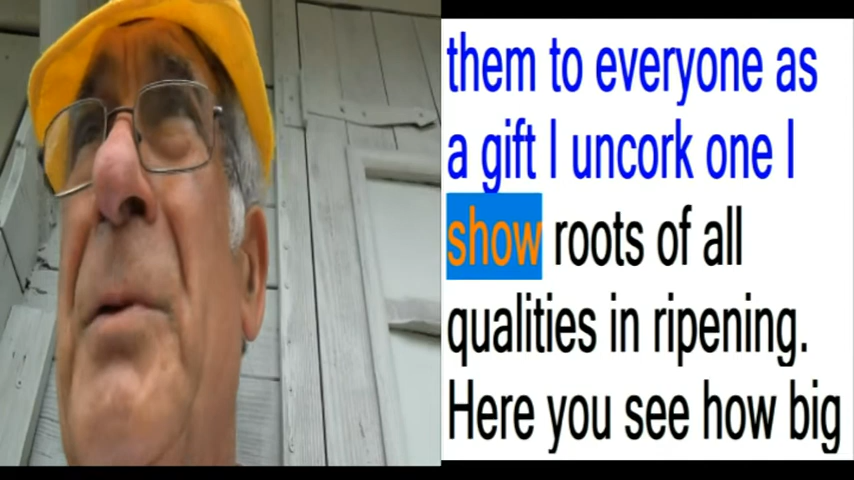 them to everyone as
a gift I uncork one I
show roots of all
qualities in ripening.
Here you see how big